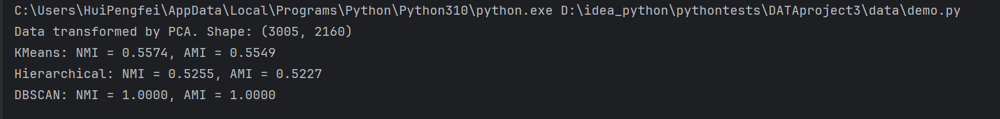 C:\Users\HuiPengfei\AppData\Local\Programs\Python\Python310\python.exe D:\idea_python\pythontests\DATAproject3\data\demo.py
Data transformed by PCA. Shape: (3005, 2160)
KMeans: NMI = 0.5574, AMI = 0.5549
Hierarchical: NMI = 0.5255, AMI = 0.5227
DBSCAN: NMI = 1.0000, AMI = 1.0000